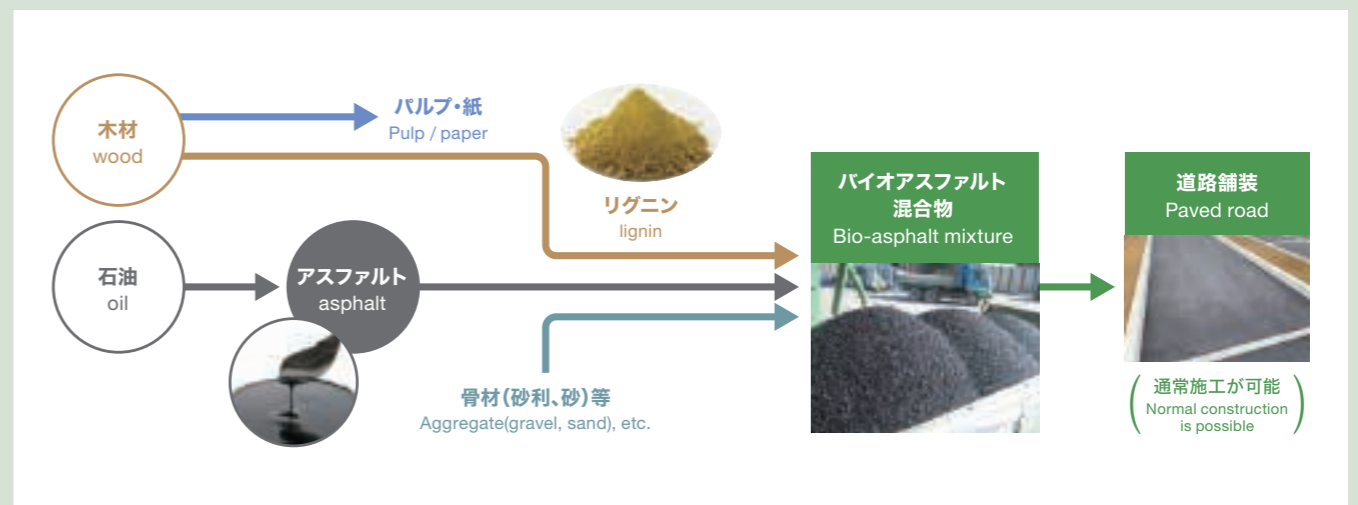 木材
wood
パルプ・紙
Pulp / paper
リグニン
lignin
石油
oil
アスファルト
asphalt
骨材(砂利、砂)等
Aggregate(gravel, sand), etc.
バイオアスファルト
混合物
Bio-asphalt mixture
道路舗装
Paved road
(通常施工が可能
Normal construction
is possible)